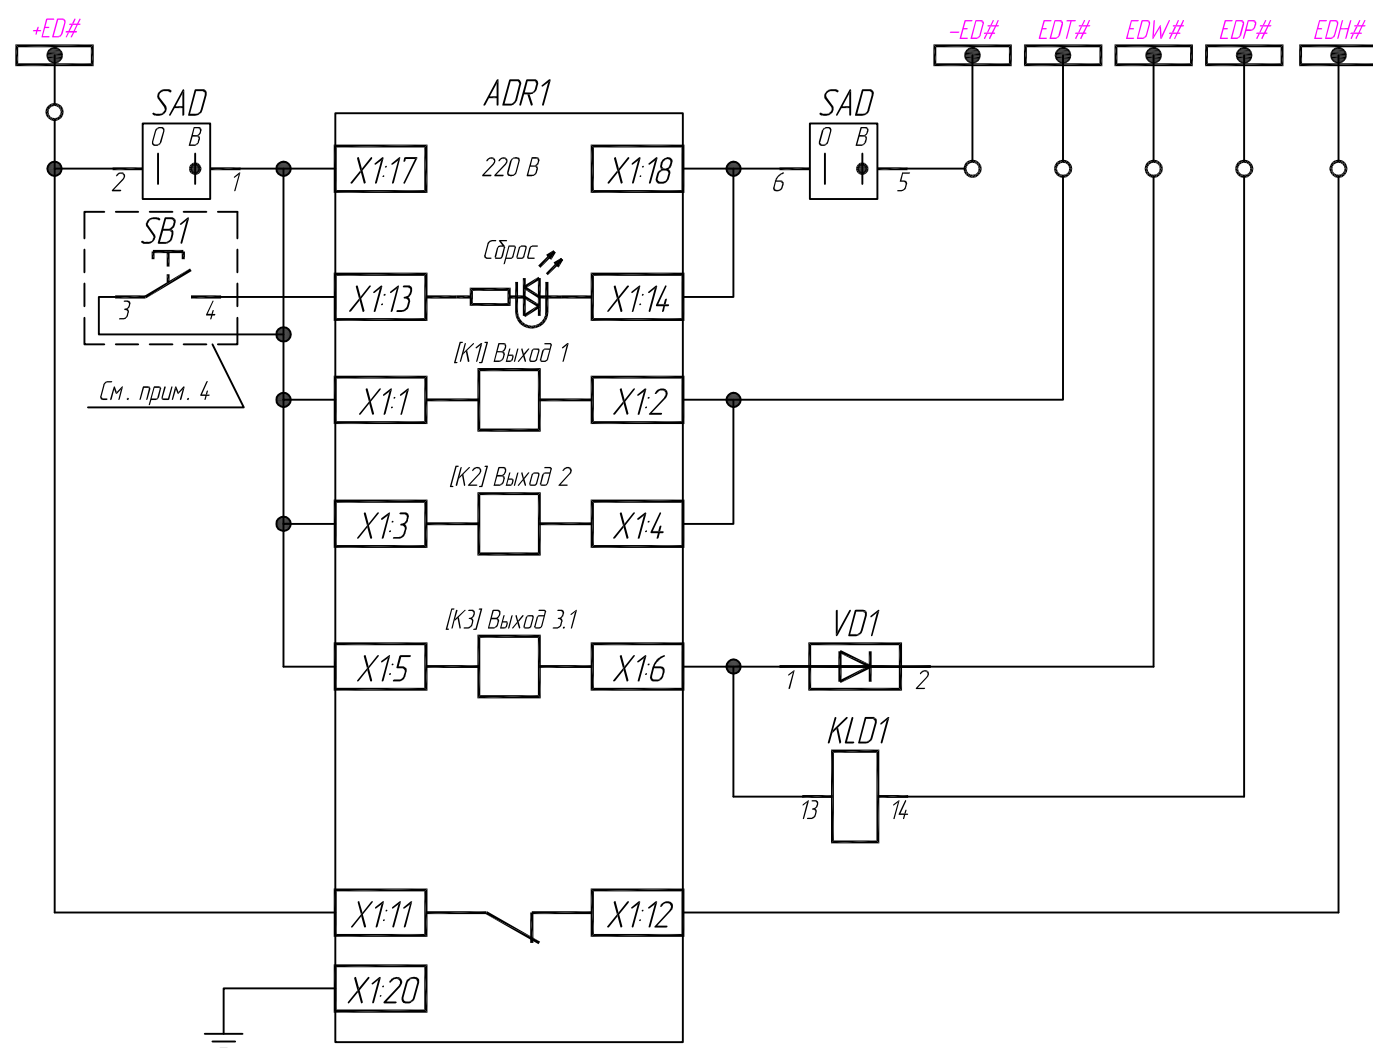 +ED#
-ED#
EDT#
EDW#
EDP#
EDH#
ADR1
SAD
SAD
О В
О В
2
1
X1:17
220 В
X1:18
6
5
SB1
Сброс
3
4
X1:13
X1:14
См. прим. 4
[K1] Выход 1
X1:1
X1:2
[K2] Выход 2
X1:3
X1:4
[K3] Выход 3.1
VD1
X1:5
X1:6
1
2
KLD1
13
14
X1:11
X1:12
X1:20